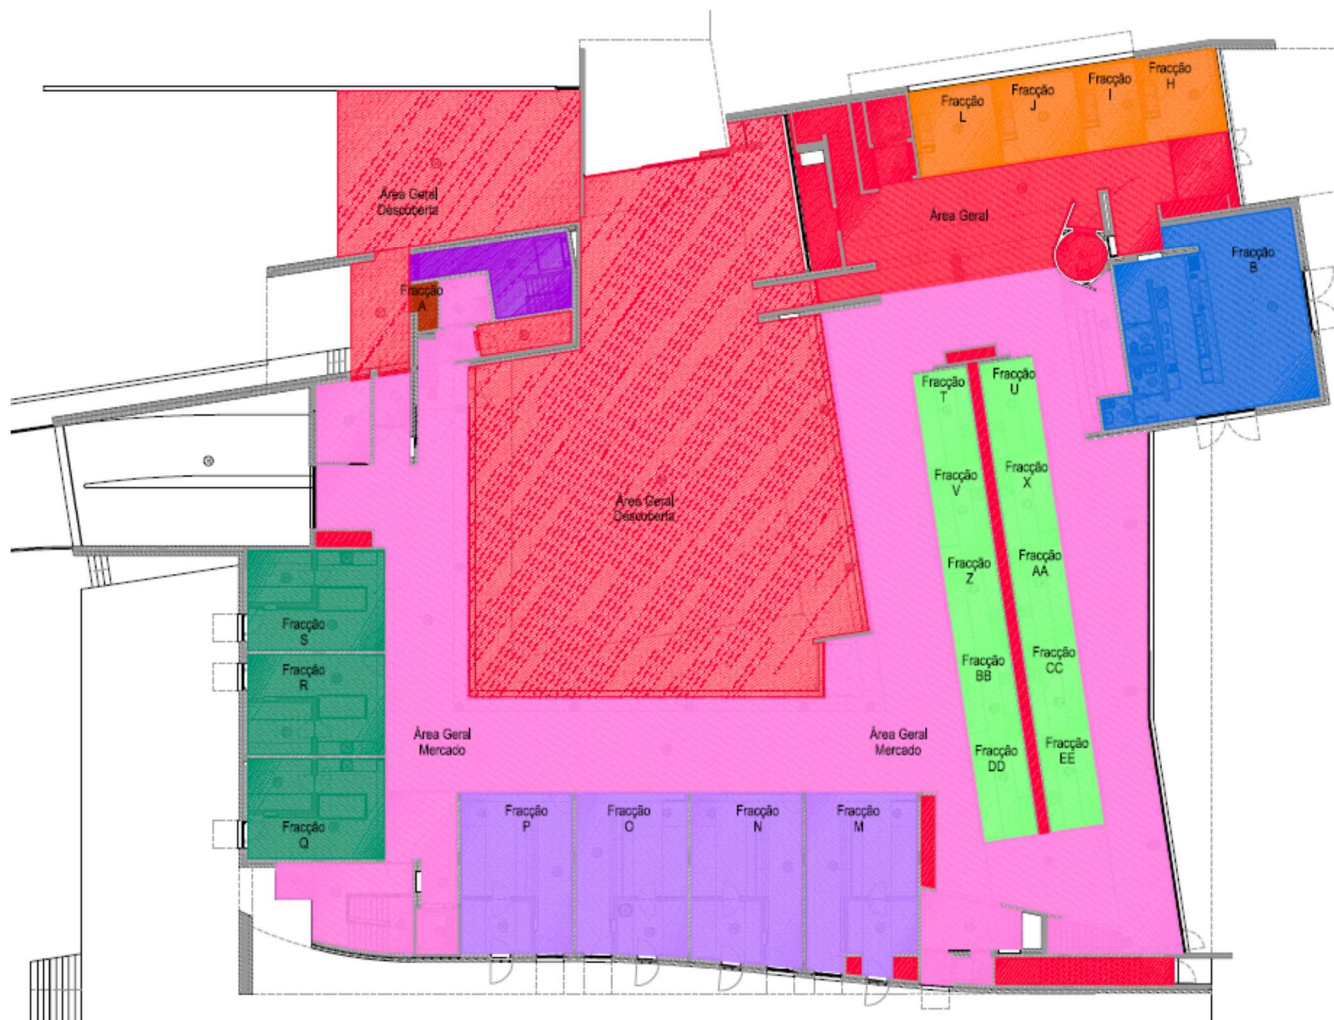 Fracção
L
Fracção
J
Fracção
I
Fracção
H
Área Geral
Descoberta
Área Geral
Fracção
B
Fracção
A
Fracção
T
Fracção
U
Fracção
V
Fracção
X
Área Geral
Descoberta
Fracção
Z
Fracção
AA
Fracção
S
Fracção
R
Fracção
BB
Fracção
CC
Área Geral
Mercado
Área Geral
Mercado
Fracção
DD
Fracção
EE
Fracção
Q
Fracção
P
Fracção
O
Fracção
N
Fracção
M